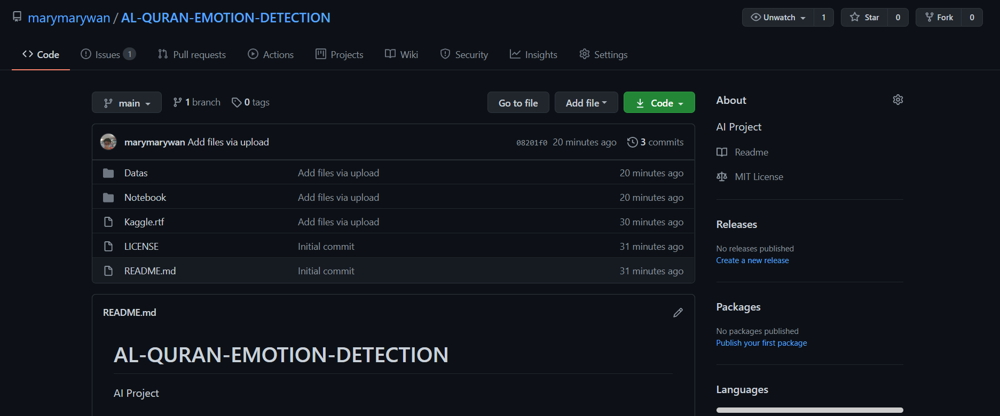 marymarywan / AL-QURAN-EMOTION-DETECTION
Unwatch 1 Star 0 Fork 0
Code Issues 1 Pull requests Actions Projects Wiki Security Insights Settings
main 1 branch 0 tags Go to file Add file Code
marymarywan Add files via upload 08201f0 20 minutes ago 3 commits
Datas Add files via upload 20 minutes ago
Notebook Add files via upload 20 minutes ago
Kaggle.rtf Add files via upload 30 minutes ago
LICENSE Initial commit 31 minutes ago
README.md Initial commit 31 minutes ago
README.md
AL-QURAN-EMOTION-DETECTION
AI Project
About
AI Project
Readme
MIT License
Releases
No releases published
Create a new release
Packages
No packages published
Publish your first package
Languages